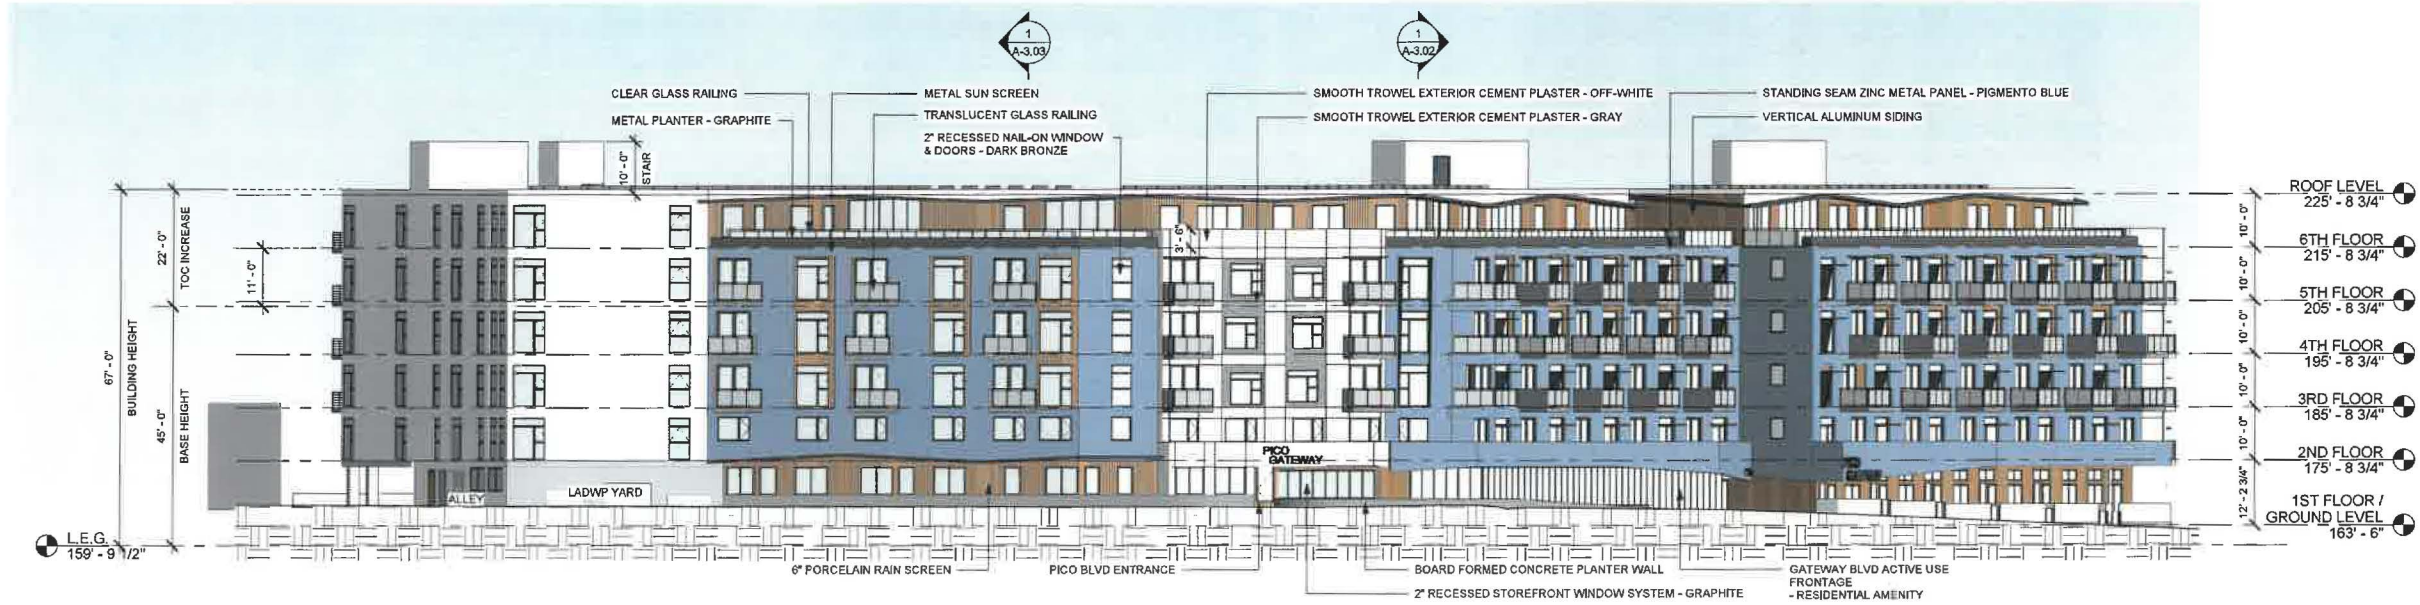 1
A-3.03
1
A-3.02
CLEAR GLASS RAILING
METAL PLANTER - GRAPHITE
METAL SUN SCREEN
TRANSLUCENT GLASS RAILING
2" RECESSED NAIL-ON WINDOW
& DOORS - DARK BRONZE
SMOOTH TROWEL EXTERIOR CEMENT PLASTER - OFF-WHITE
SMOOTH TROWEL EXTERIOR CEMENT PLASTER - GRAY
STANDING SEAM ZINC METAL PANEL - PIGMENTO BLUE
VERTICAL ALUMINUM SIDING
10' - 0"
STAIR
67' - 0"
BUILDING HEIGHT
22' - 0"
TOC INCREASE
11' - 0"
45' - 0"
BASE HEIGHT
3' - 6"
ROOF LEVEL
225' - 8 3/4"
10' - 0"
6TH FLOOR
215' - 8 3/4"
10' - 0"
5TH FLOOR
205' - 8 3/4"
10' - 0"
4TH FLOOR
195' - 8 3/4"
10' - 0"
3RD FLOOR
185' - 8 3/4"
10' - 0"
2ND FLOOR
175' - 8 3/4"
12' - 2 3/4"
1ST FLOOR /
GROUND LEVEL
163' - 6"
PICO
GATEWAY
ALLEY
LADWP YARD
L.E.G.
159' - 9 1/2"
6" PORCELAIN RAIN SCREEN
PICO BLVD ENTRANCE
BOARD FORMED CONCRETE PLANTER WALL
2" RECESSED STOREFRONT WINDOW SYSTEM - GRAPHITE
GATEWAY BLVD ACTIVE USE
FRONTAGE
- RESIDENTIAL AMENITY